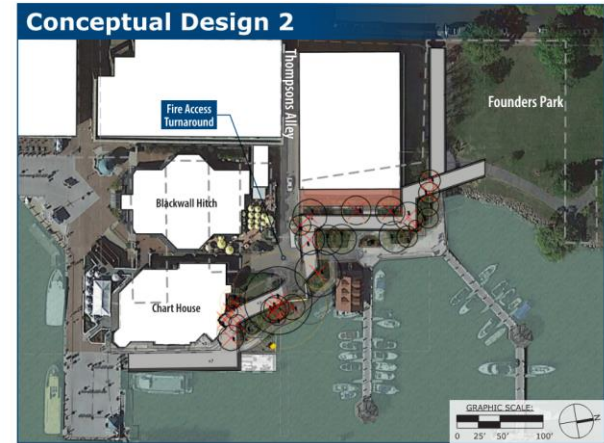 Conceptual Design 2
Thompsons Alley
Fire Access
Turnaround
Founders Park
Blackwall Hitch
Chart House
GRAPHIC SCALE:
0 25' 50' 100'